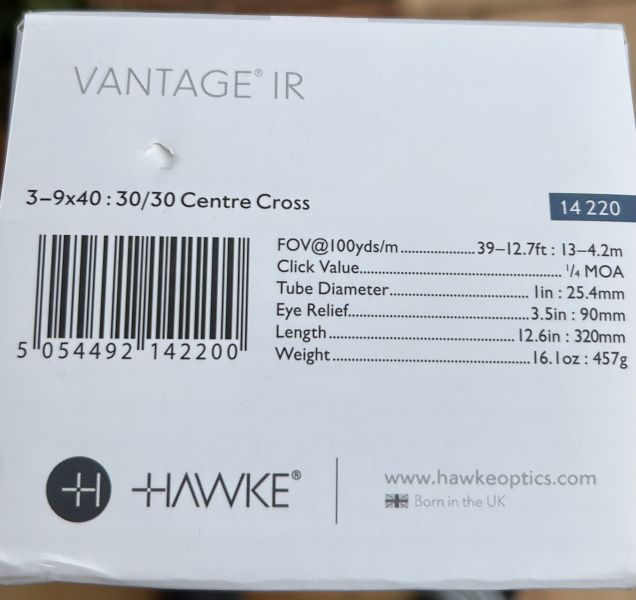 VANTAGE® IR
3–9x40 : 30/30 Centre Cross
14 220
FOV@100yds/m..................39–12.7ft : 13–4.2m
Click Value..................................................¼ MOA
Tube Diameter..................................1in : 25.4mm
Eye Relief............................................3.5in : 90mm
Length............................................12.6in : 320mm
Weight.................................................16.1oz : 457g
5 054492 142200
H
HAWKE®
www.hawkeoptics.com
Born in the UK